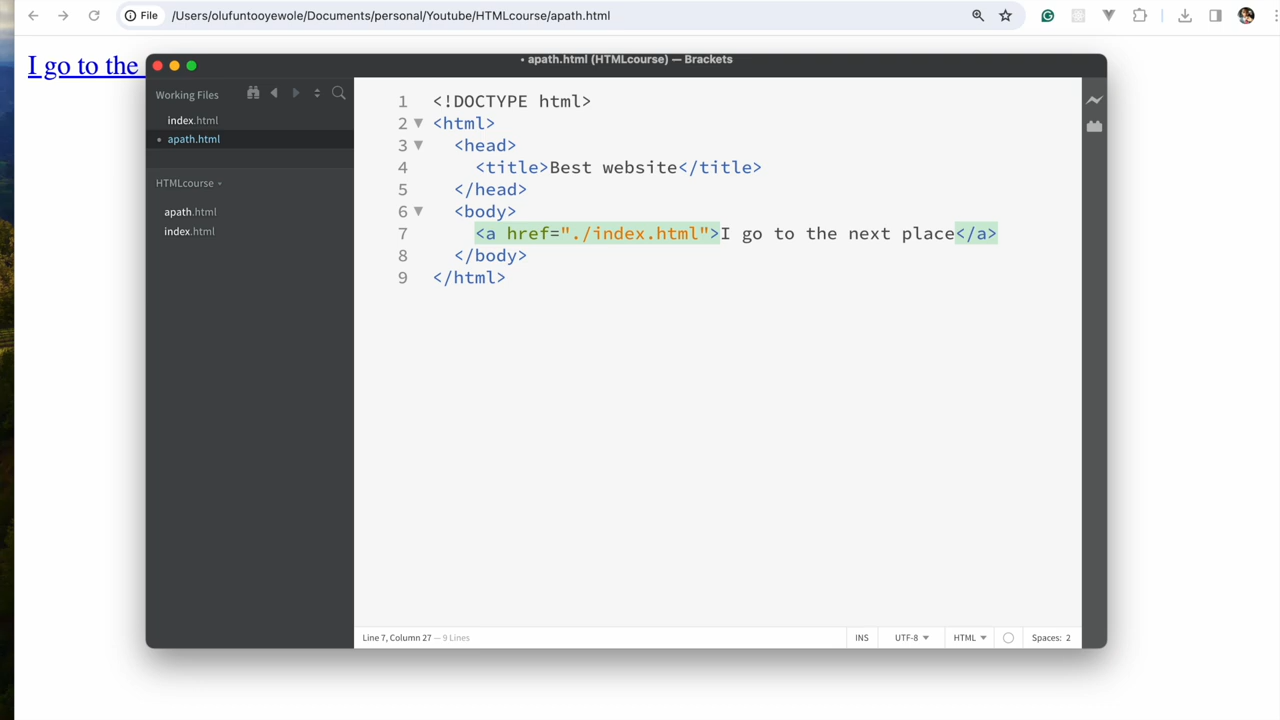 File /Users/olufuntooyewole/Documents/personal/Youtube/HTMLcourse/apath.html
I go to the
• apath.html (HTMLcourse) — Brackets
Working Files
index.html
• apath.html
HTMLcourse
apath.html
index.html
1 <!DOCTYPE html>
2 <html>
3 <head>
4 <title>Best website</title>
5 </head>
6 <body>
7 <a href="./index.html">I go to the next place</a>
8 </body>
9 </html>
Line 7, Column 27 — 9 Lines
INS UTF-8 HTML Spaces: 2